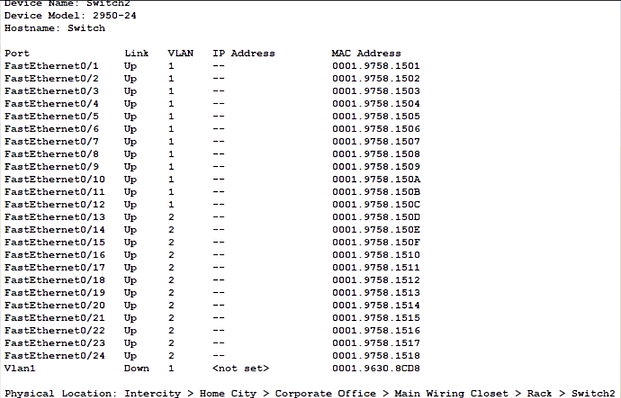 Device Name: Switch2
Device Model: 2950-24
Hostname: Switch
Port Link VLAN IP Address MAC Address
FastEthernet0/1 Up 1 -- 0001.9758.1501
FastEthernet0/2 Up 1 -- 0001.9758.1502
FastEthernet0/3 Up 1 -- 0001.9758.1503
FastEthernet0/4 Up 1 -- 0001.9758.1504
FastEthernet0/5 Up 1 -- 0001.9758.1505
FastEthernet0/6 Up 1 -- 0001.9758.1506
FastEthernet0/7 Up 1 -- 0001.9758.1507
FastEthernet0/8 Up 1 -- 0001.9758.1508
FastEthernet0/9 Up 1 -- 0001.9758.1509
FastEthernet0/10 Up 1 -- 0001.9758.150A
FastEthernet0/11 Up 1 -- 0001.9758.150B
FastEthernet0/12 Up 1 -- 0001.9758.150C
FastEthernet0/13 Up 2 -- 0001.9758.150D
FastEthernet0/14 Up 2 -- 0001.9758.150E
FastEthernet0/15 Up 2 -- 0001.9758.150F
FastEthernet0/16 Up 2 -- 0001.9758.1510
FastEthernet0/17 Up 2 -- 0001.9758.1511
FastEthernet0/18 Up 2 -- 0001.9758.1512
FastEthernet0/19 Up 2 -- 0001.9758.1513
FastEthernet0/20 Up 2 -- 0001.9758.1514
FastEthernet0/21 Up 2 -- 0001.9758.1515
FastEthernet0/22 Up 2 -- 0001.9758.1516
FastEthernet0/23 Up 2 -- 0001.9758.1517
FastEthernet0/24 Up 2 -- 0001.9758.1518
Vlan1 Down 1 <not set> 0001.9630.8CD8
Physical Location: Intercity > Home City > Corporate Office > Main Wiring Closet > Rack > Switch2